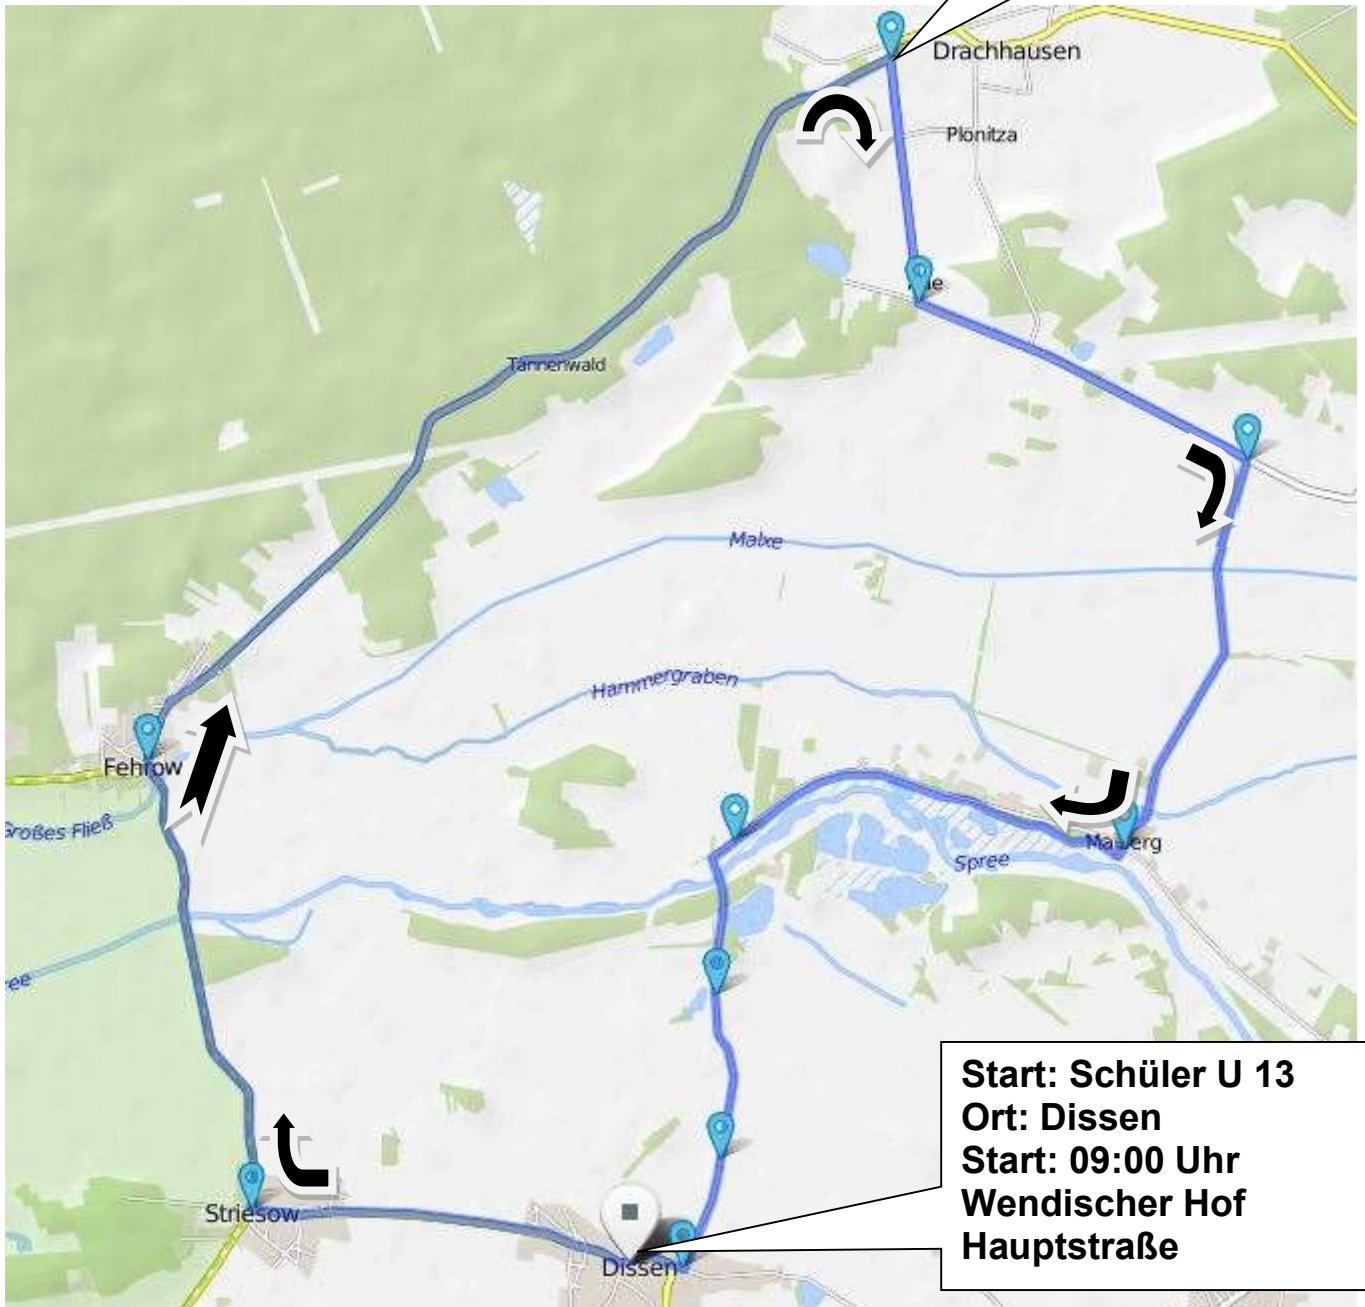 Drachhausen
Plonitza
Tannenwald
Malxe
Hammergraben
Fehrow
Großes Fließ
Spree
Striesow
Dissen
Start: Schüler U 13
Ort: Dissen
Start: 09:00 Uhr
Wendischer Hof
Hauptstraße